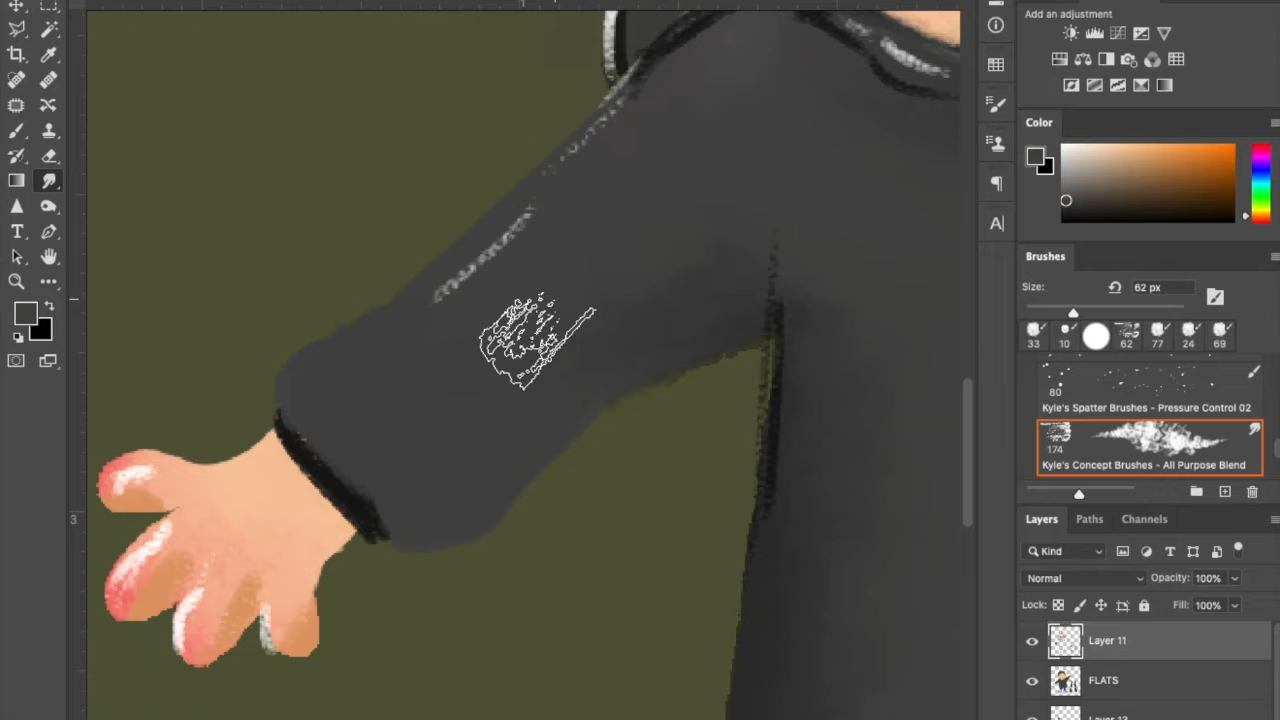 1
3
T
A|
Add an adjustment
Color
Brushes
Size:
62 px
33
10
62
77
24
69
80
Kyle's Spatter Brushes - Pressure Control 02
174
Kyle's Concept Brushes - All Purpose Blend
Layers
Paths
Channels
Kind
T
Normal
Opacity: 100%
Lock:
Fill: 100%
Layer 11
FLATS